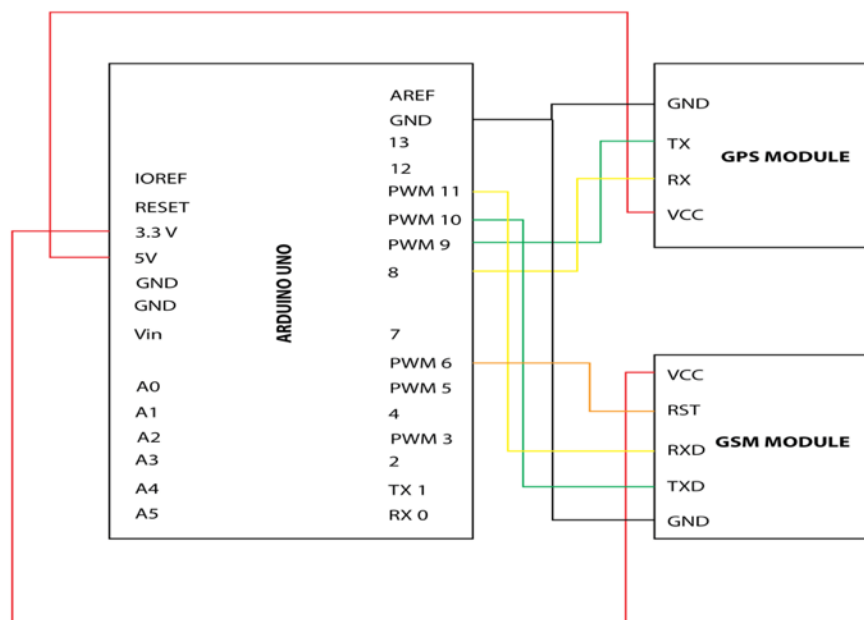 IOREF
RESET
3.3 V
5V
GND
GND
Vin
A0
A1
A2
A3
A4
A5
ARDUINO UNO
AREF
GND
13
12
PWM 11
PWM 10
PWM 9
8
7
PWM 6
PWM 5
4
PWM 3
2
TX 1
RX 0
GND
TX
RX
VCC
GPS MODULE
VCC
RST
RXD
TXD
GND
GSM MODULE